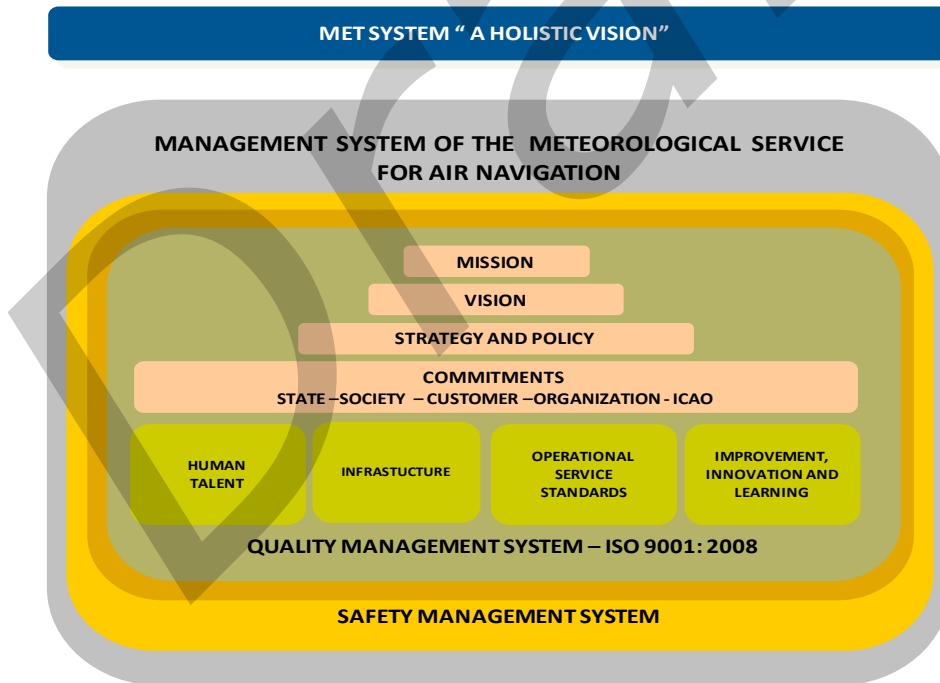 MET SYSTEM “ A HOLISTIC VISION”
MANAGEMENT SYSTEM OF THE METEOROLOGICAL SERVICE
FOR AIR NAVIGATION
MISSION
VISION
STRATEGY AND POLICY
COMMITMENTS
STATE –SOCIETY – CUSTOMER –ORGANIZATION - ICAO
HUMAN
TALENT
INFRASTUCTURE
OPERATIONAL
SERVICE
STANDARDS
IMPROVEMENT,
INNOVATION AND
LEARNING
QUALITY MANAGEMENT SYSTEM – ISO 9001: 2008
SAFETY MANAGEMENT SYSTEM